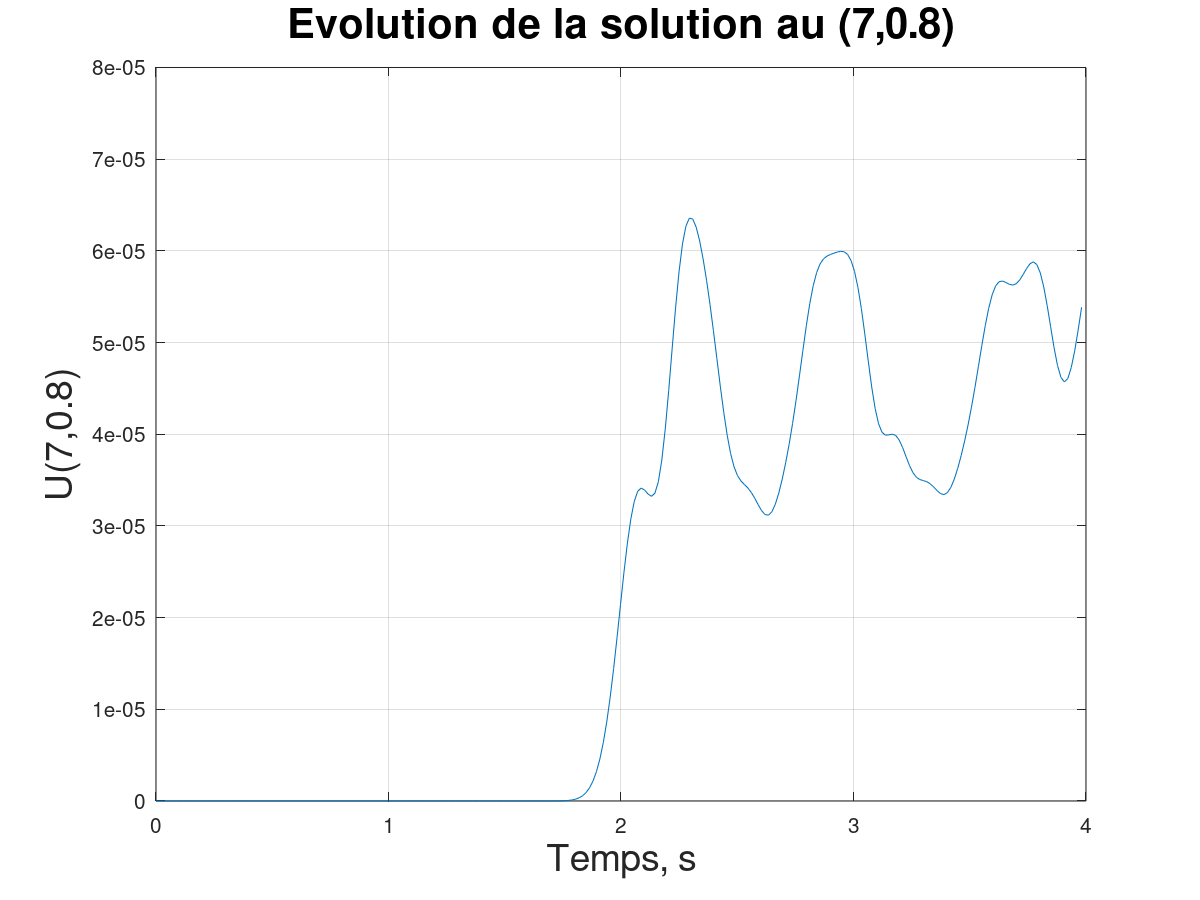 Evolution de la solution au (7,0.8)
8e-05
7e-05
6e-05
5e-05
4e-05
3e-05
2e-05
1e-05
0
U(7,0.8)
0 1 2 3 4
Temps, s